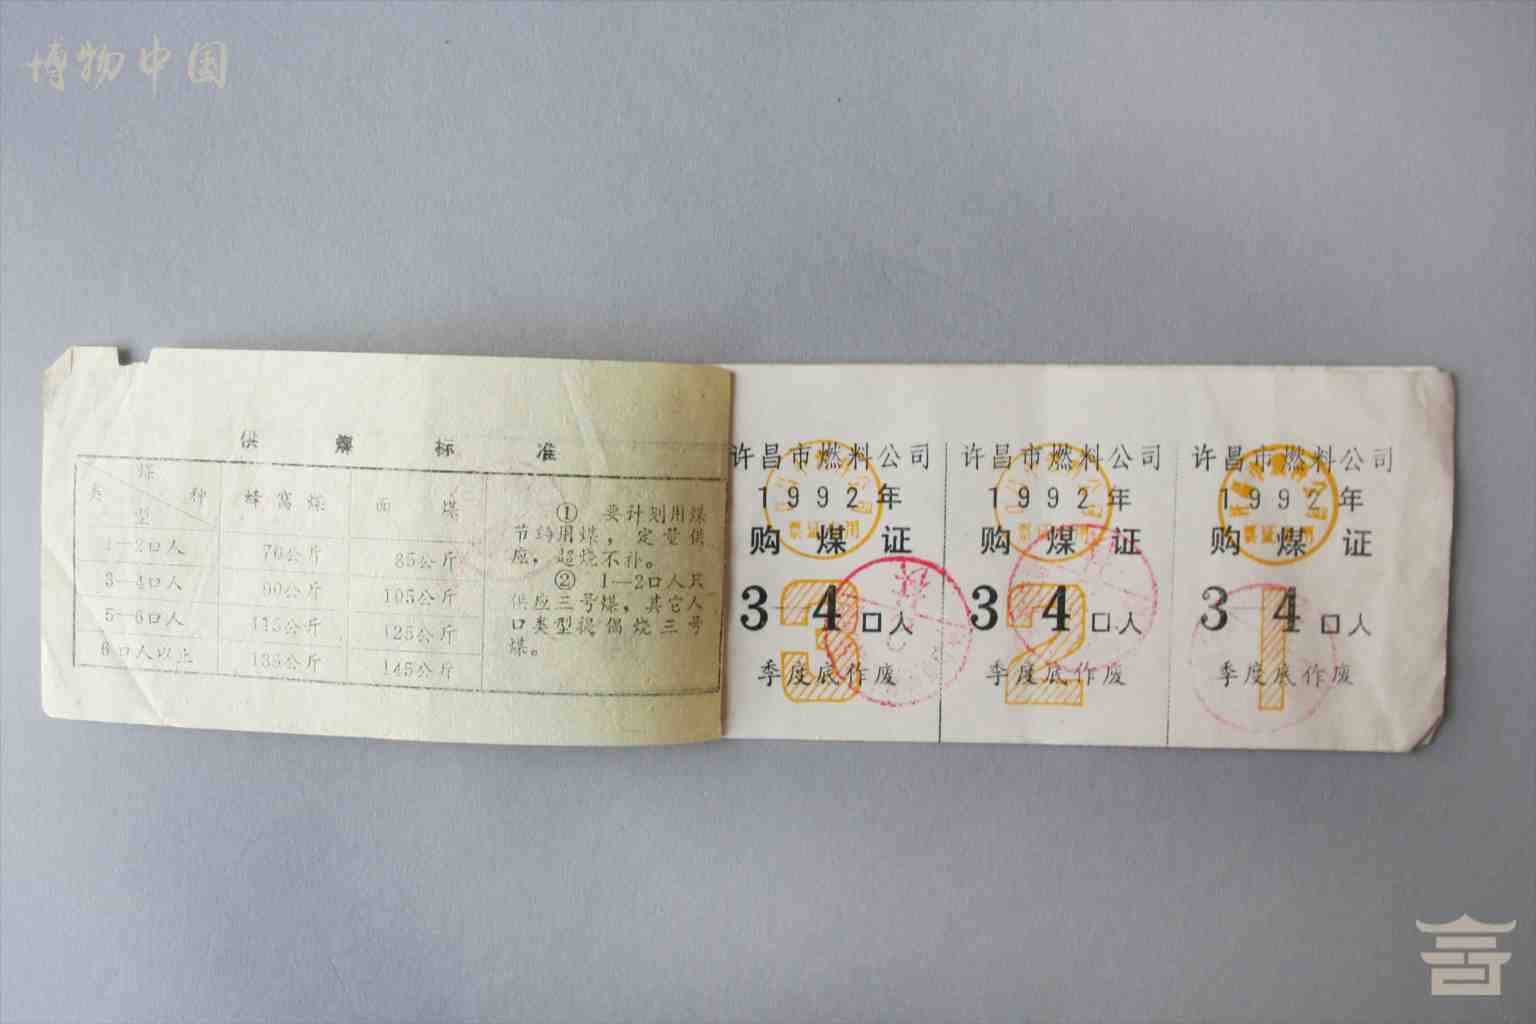 博物中国
供煤标准
煤
类 种
型
蜂窝煤 面煤
1—2口人 76公斤 85公斤
3—4口人 90公斤 105公斤
5—6口人 115公斤 125公斤
6口人以上 135公斤 145公斤
① 要计划用煤
节约用煤，定量供
应，超烧不补。
② 1—2口人只
供应三号煤，其它人
口类型提倡烧三号
煤。
许昌市燃料公司
1992年
购煤证
3 4口人
季度底作废
3
许昌市燃料公司
1992年
购煤证
3 4口人
季度底作废
2
许昌市燃料公司
1992年
购煤证
3 4口人
季度底作废
1